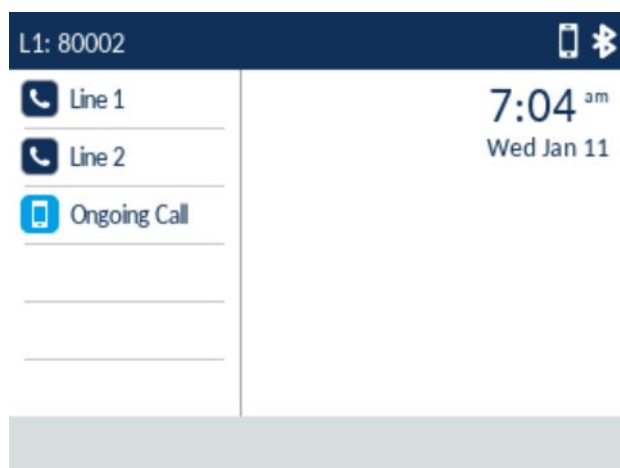 L1: 80002
Line 1
Line 2
Ongoing Call
7:04 am
Wed Jan 11